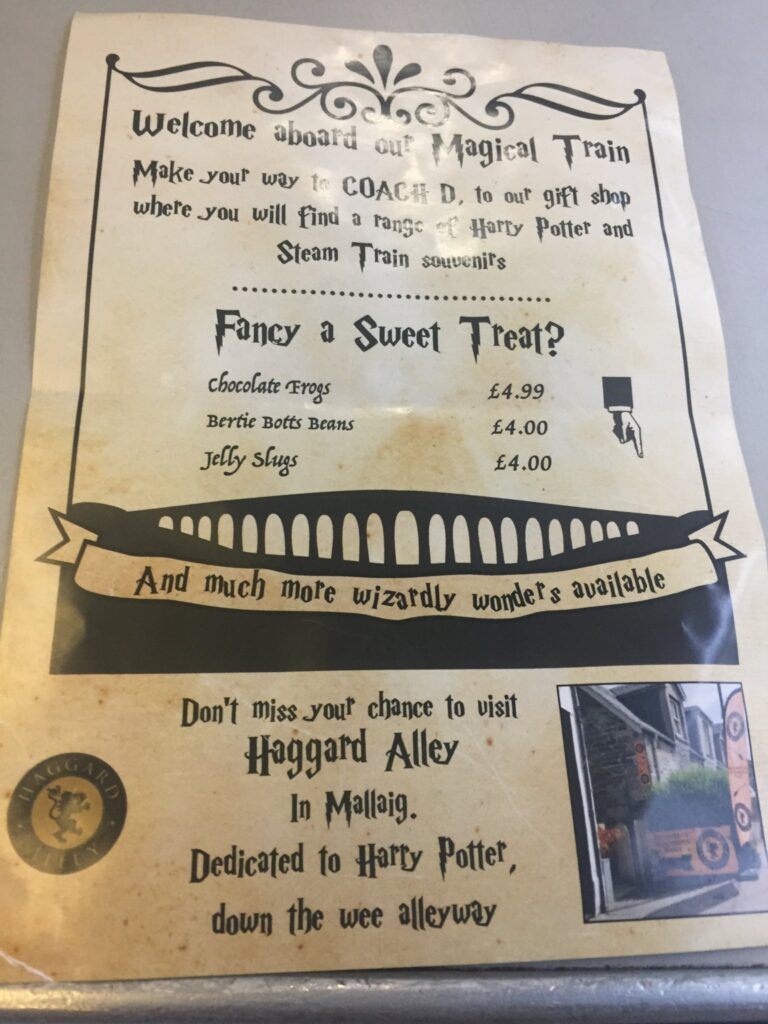 Welcome aboard our Magical Train
Make your way to COACH D, to our gift shop
where you will find a range of Harry Potter and
Steam Train souvenirs
Fancy a Sweet Treat?
Chocolate Frogs £4.99
Bertie Botts Beans £4.00
Jelly Slugs £4.00
And much more wizardly wonders available
Don't miss your chance to visit
Haggard Alley
In Mallaig.
Dedicated to Harry Potter,
down the wee alleyway
HAGGARD
ALLEY